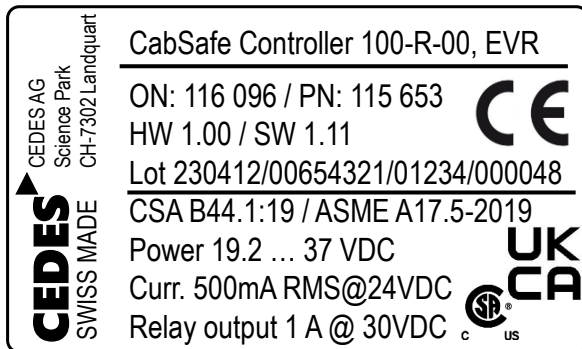 CabSafe Controller 100-R-00, EVR
ON: 116 096 / PN: 115 653
HW 1.00 / SW 1.11
Lot 230412/00654321/01234/000048
CSA B44.1:19 / ASME A17.5-2019
Power 19.2 … 37 VDC
Curr. 500mA RMS@24VDC
Relay output 1 A @ 30VDC
CEDES
SWISS MADE
CEDES AG
Science Park
CH-7302 Landquart
CE
UK
CA
SA ®
C US